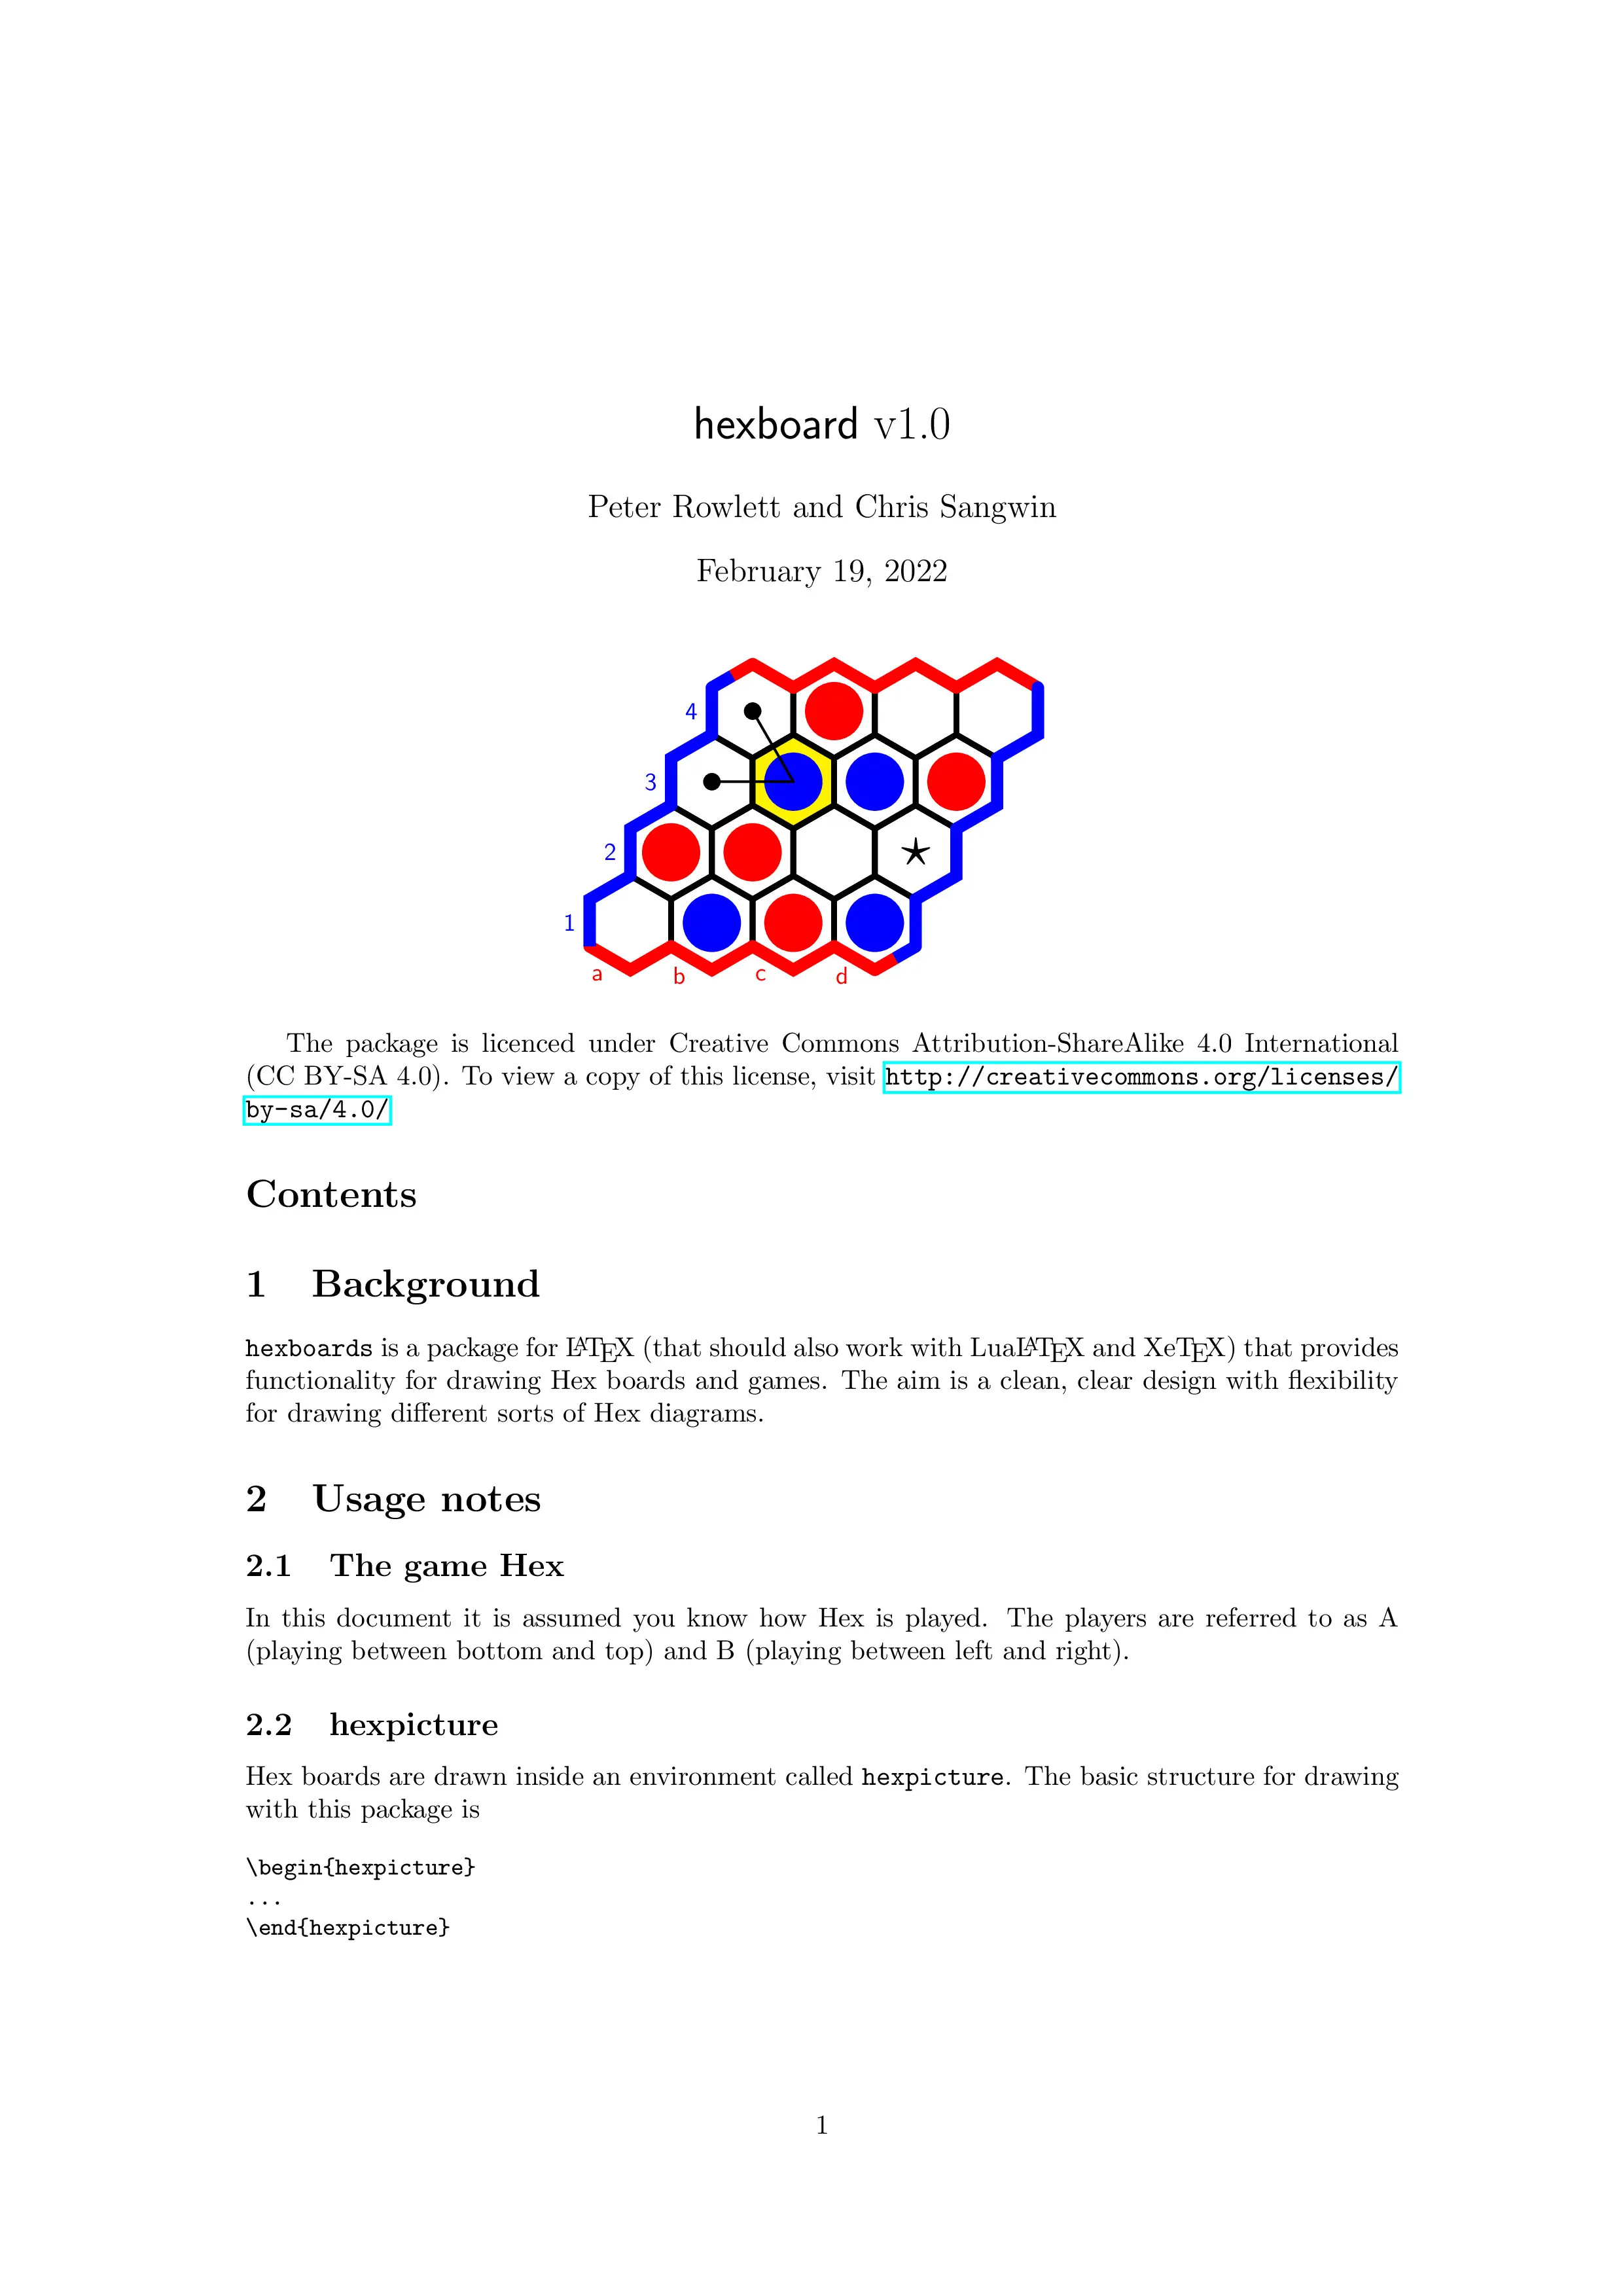 hexboard v1.0
Peter Rowlett and Chris Sangwin
February 19, 2022
4
3
2
1
a
b
c
d
The package is licenced under Creative Commons Attribution-ShareAlike 4.0 International
(CC BY-SA 4.0). To view a copy of this license, visit http://creativecommons.org/licenses/
by-sa/4.0/
Contents
1 Background
hexboards is a package for LATEX (that should also work with LuaLATEX and XeTEX) that provides
functionality for drawing Hex boards and games. The aim is a clean, clear design with flexibility
for drawing different sorts of Hex diagrams.
2 Usage notes
2.1 The game Hex
In this document it is assumed you know how Hex is played. The players are referred to as A
(playing between bottom and top) and B (playing between left and right).
2.2 hexpicture
Hex boards are drawn inside an environment called hexpicture. The basic structure for drawing
with this package is
\begin{hexpicture}
...
\end{hexpicture}
1